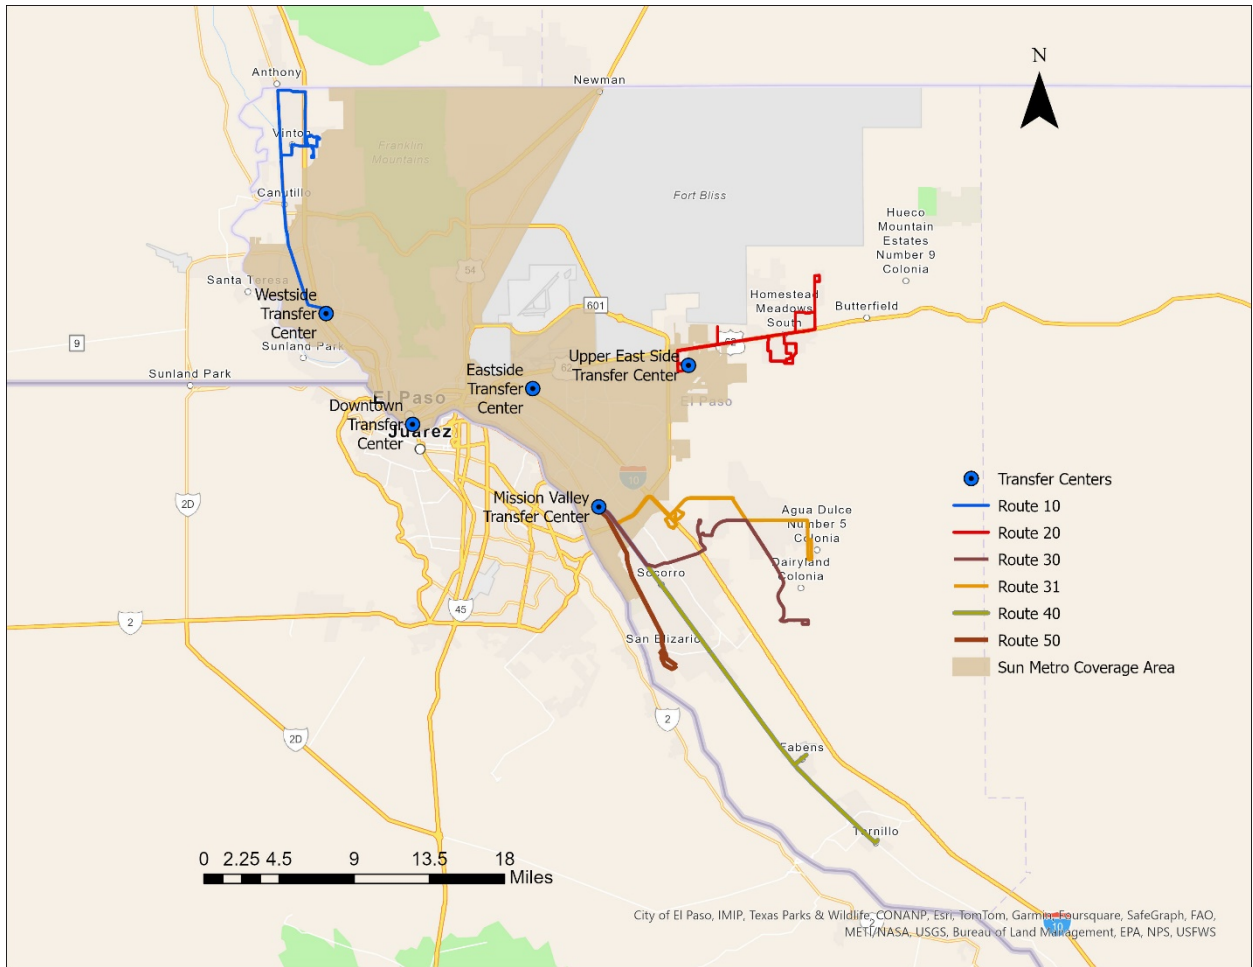 N
Anthony
Newman
Vinton
Franklin
Mountains
Canutillo
Fort Bliss
Hueco
Mountain
Estates
Number 9
Colonia
54
Santa Teresa
Westside
Transfer
Center
601
Homestead
Meadows
South
Butterfield
9
Sunland Park
62
Upper East Side
Transfer Center
62
Sunland Park
Eastside
Transfer
Center
El Paso
El Paso
Downtown
Transfer
Center
Juárez
10
Mission Valley
Transfer Center
2D
Agua Dulce
Number 5
Colonia
Dairyland
Colonia
Socorro
45
2
San Elizario
2
2D
Fabens
Tornillo
Transfer Centers
Route 10
Route 20
Route 30
Route 31
Route 40
Route 50
Sun Metro Coverage Area
0 2.25 4.5 9 13.5 18
Miles
2
10
City of El Paso, IMIP, Texas Parks & Wildlife, CONANP, Esri, TomTom, Garmin, Foursquare, SafeGraph, FAO,
METI/NASA, USGS, Bureau of Land Management, EPA, NPS, USFWS